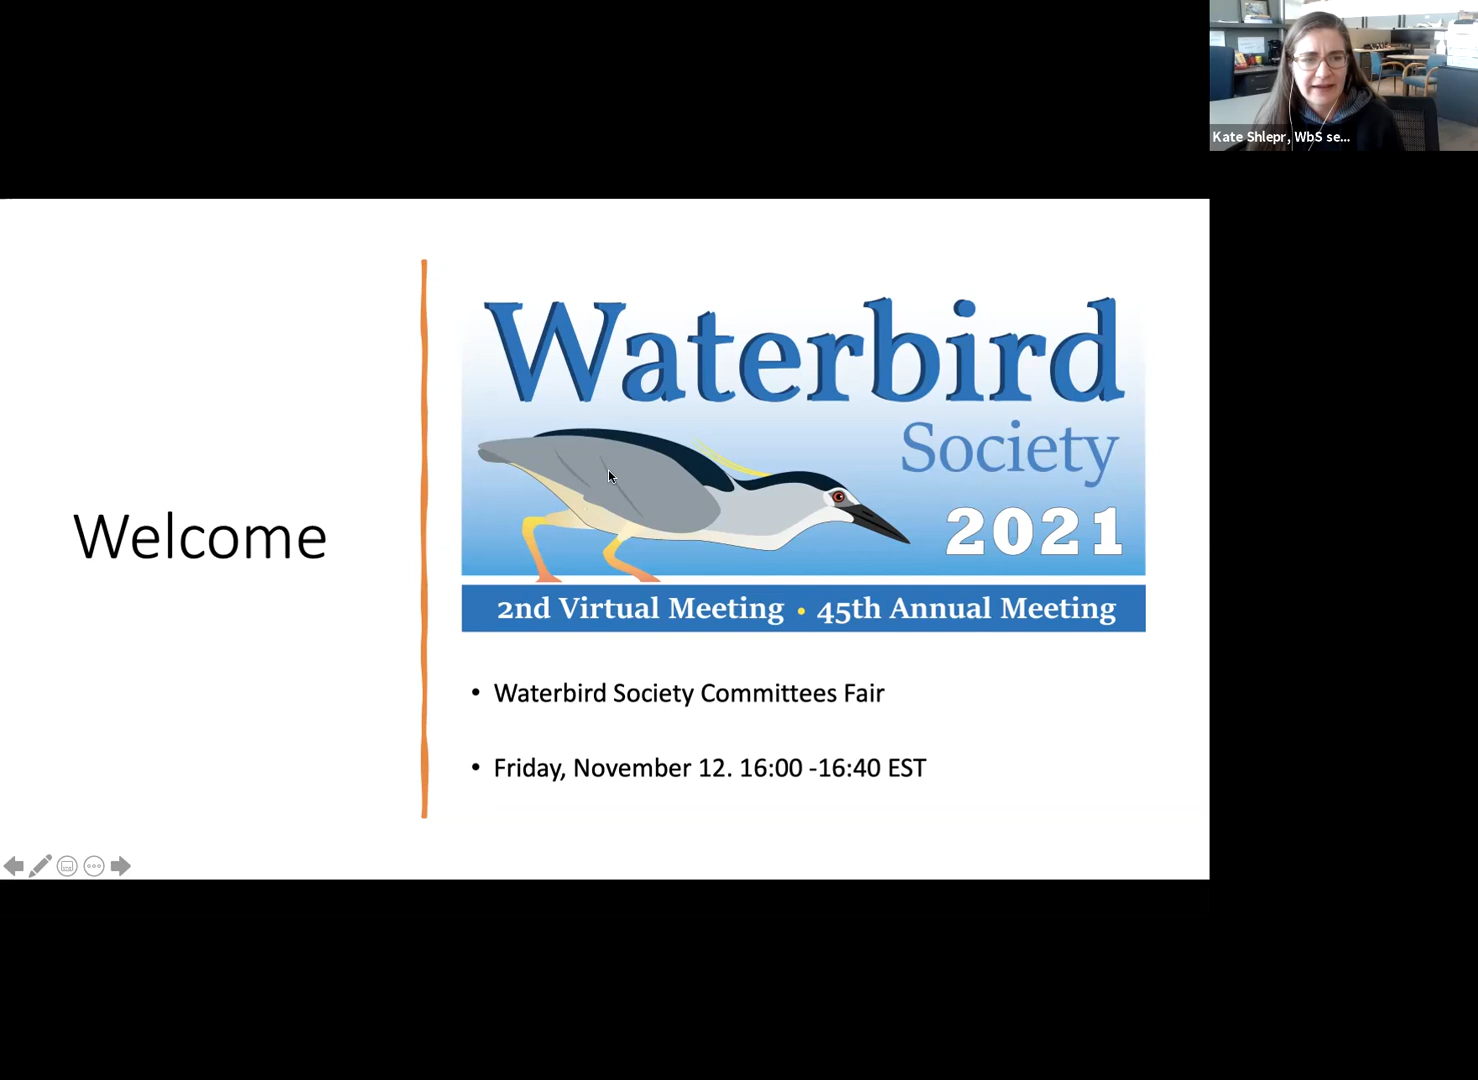 Kate Shlepr, WbS se...
Welcome
Waterbird
Society
2021
2nd Virtual Meeting • 45th Annual Meeting
• Waterbird Society Committees Fair
• Friday, November 12. 16:00 -16:40 EST